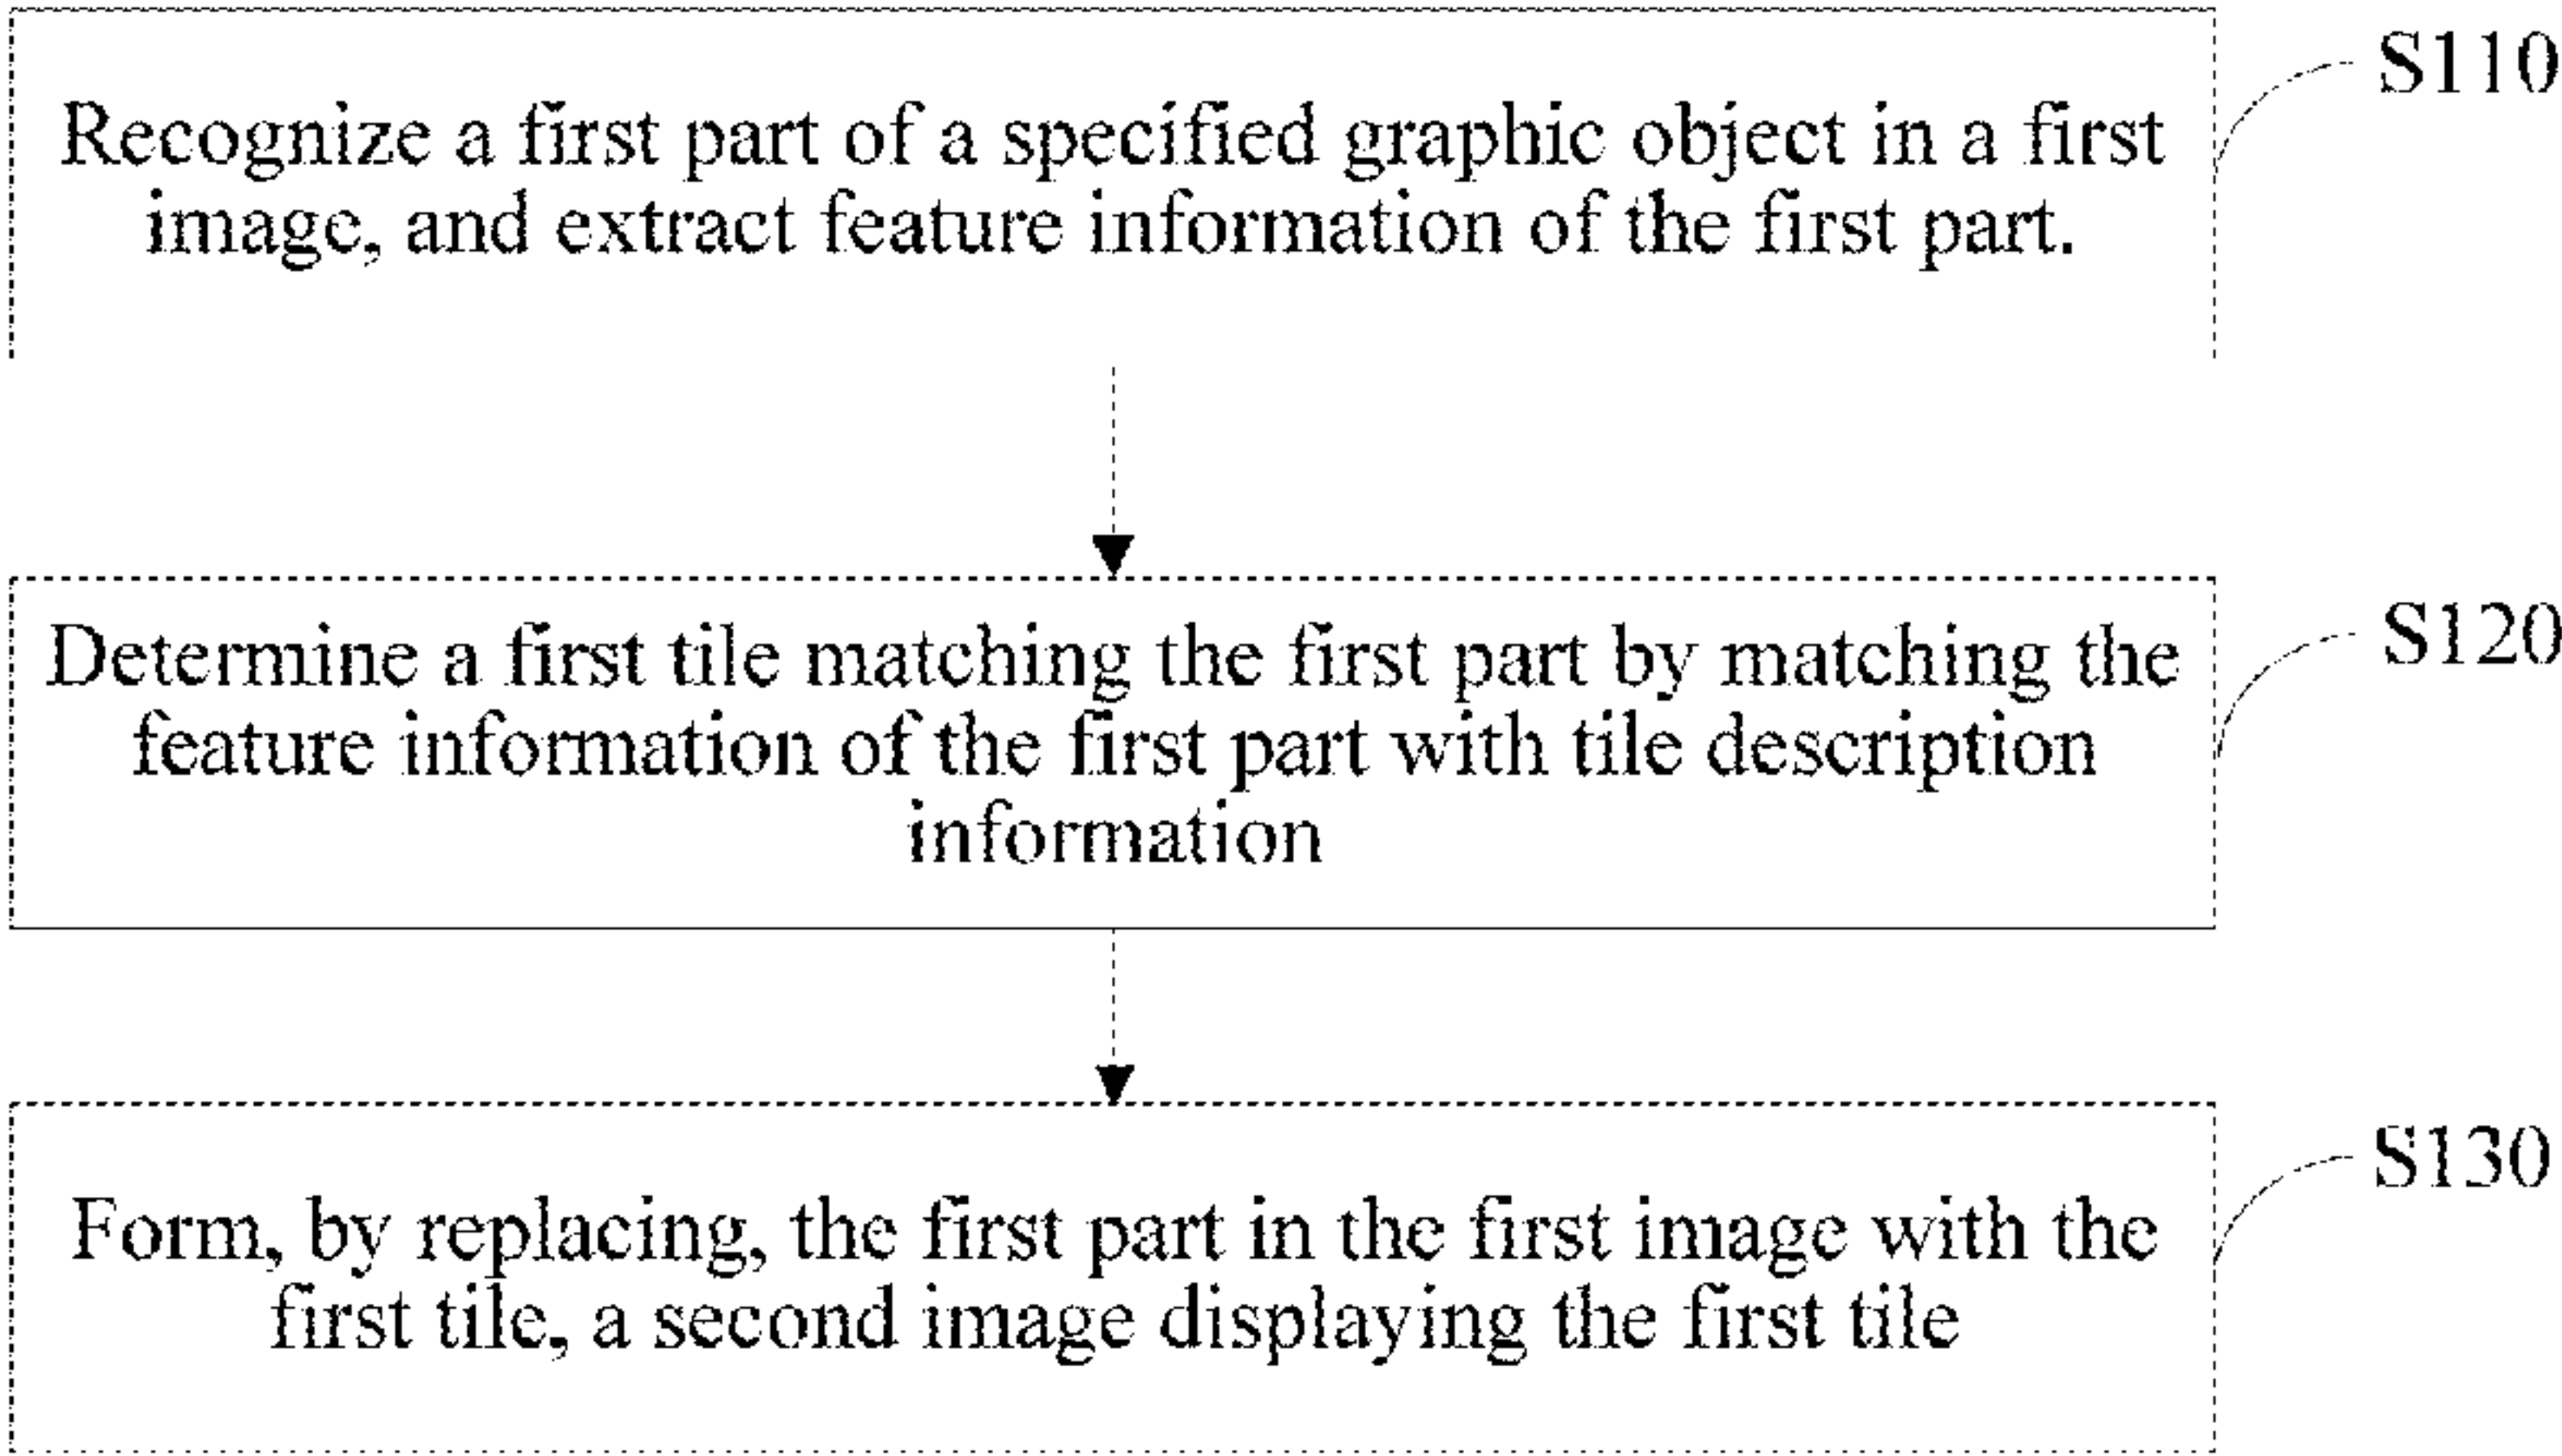 S110
Recognize a first part of a specified graphic object in a first
image, and extract feature information of the first part.
S120
Determine a first tile matching the first part by matching the
feature information of the first part with tile description
information
S130
Form, by replacing, the first part in the first image with the
first tile, a second image displaying the first tile